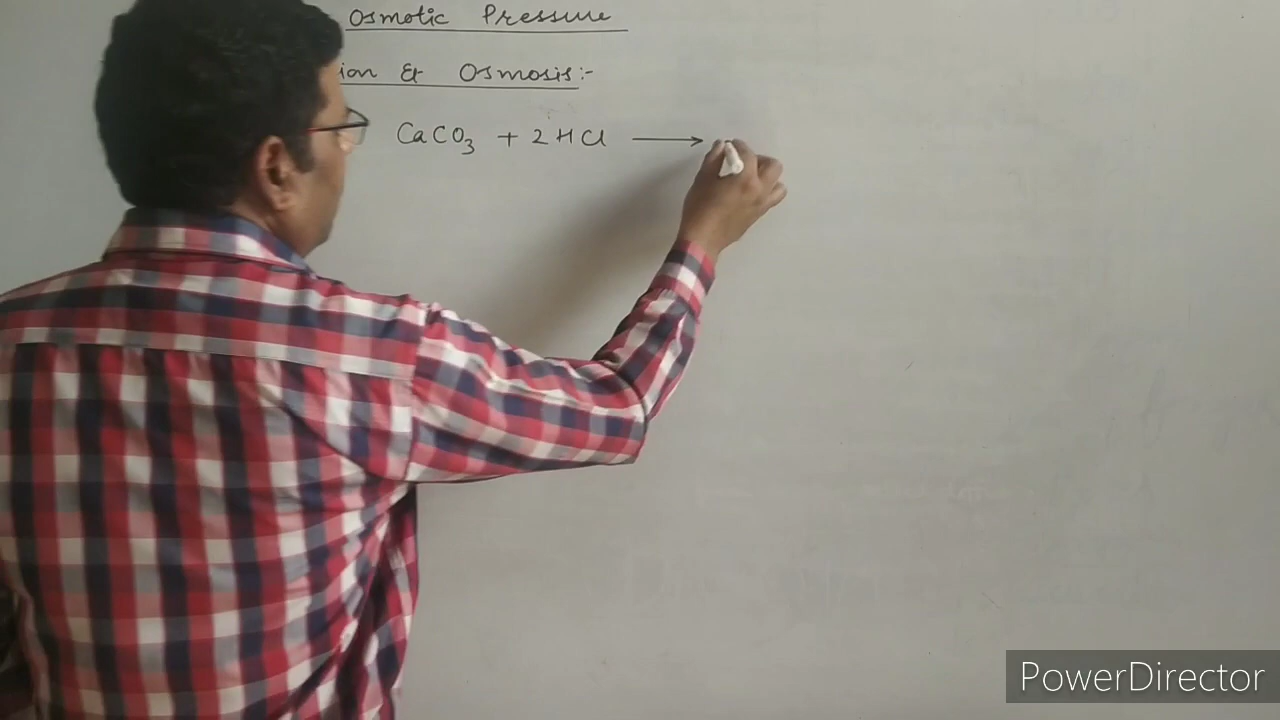 Osmotic Pressure
ion & Osmosis:-
CaCO₃ + 2HCl ⟶
PowerDirector